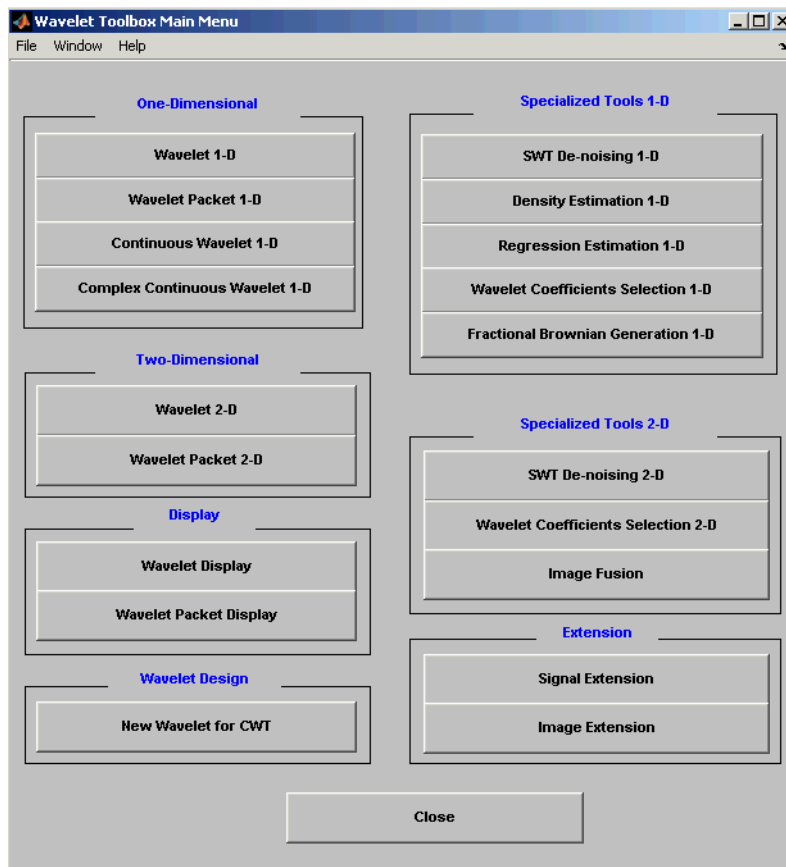 Wavelet Toolbox Main Menu
File Window Help
One-Dimensional
Wavelet 1-D
Wavelet Packet 1-D
Continuous Wavelet 1-D
Complex Continuous Wavelet 1-D
Two-Dimensional
Wavelet 2-D
Wavelet Packet 2-D
Display
Wavelet Display
Wavelet Packet Display
Wavelet Design
New Wavelet for CWT
Specialized Tools 1-D
SWT De-noising 1-D
Density Estimation 1-D
Regression Estimation 1-D
Wavelet Coefficients Selection 1-D
Fractional Brownian Generation 1-D
Specialized Tools 2-D
SWT De-noising 2-D
Wavelet Coefficients Selection 2-D
Image Fusion
Extension
Signal Extension
Image Extension
Close